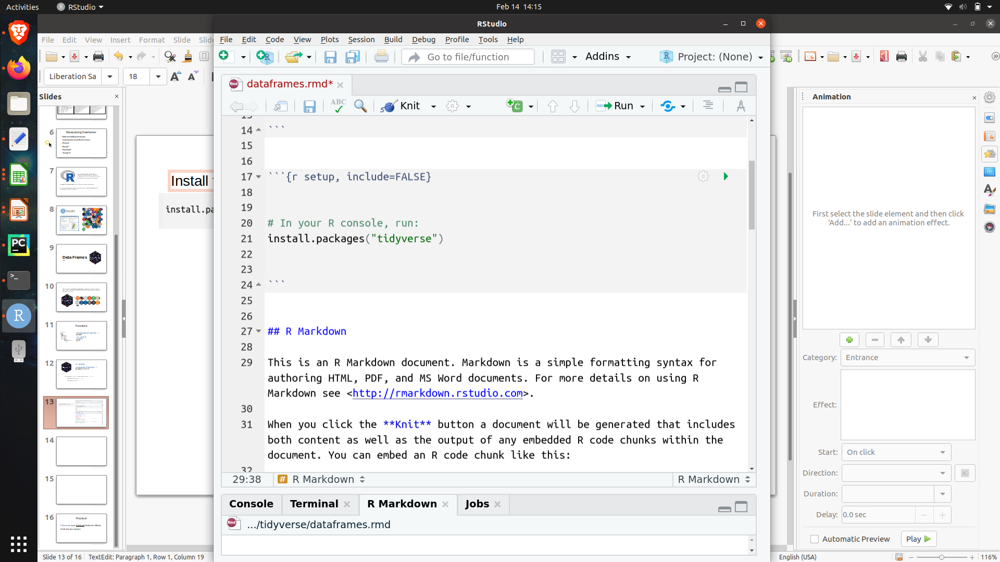 Activities
RStudio
Feb 14 14:15
RStudio
File Edit View Insert Format Slide
File Edit Code View Plots Session Build Debug Profile Tools Help
Go to file/function
Addins
Project: (None)
Liberation Sa
18
Slides
dataframes.rmd*
ABC
Knit
Run
6
Manipulating Dataframes
7
8
9
Data Frames
10
11
Functions
12
13
14
15
16
Practical
Install
install.pa
14 ```
15
16
17 ```{r setup, include=FALSE}
18
19
20 # In your R console, run:
21 install.packages("tidyverse")
22
23
24 ```
25
26
27 ## R Markdown
28
29 This is an R Markdown document. Markdown is a simple formatting syntax for
authoring HTML, PDF, and MS Word documents. For more details on using R
Markdown see <http://rmarkdown.rstudio.com>.
30
31 When you click the **Knit** button a document will be generated that includes
both content as well as the output of any embedded R code chunks within the
document. You can embed an R code chunk like this:
32
29:38
# R Markdown
R Markdown
Console Terminal R Markdown Jobs
.../tidyverse/dataframes.rmd
Animation
First select the slide element and then click
'Add...' to add an animation effect.
Category: Entrance
Effect:
Start: On click
Direction:
Duration:
Delay: 0.0 sec
Automatic Preview
Play
Slide 13 of 16
TextEdit: Paragraph 1, Row 1, Column 19
English (USA)
116%